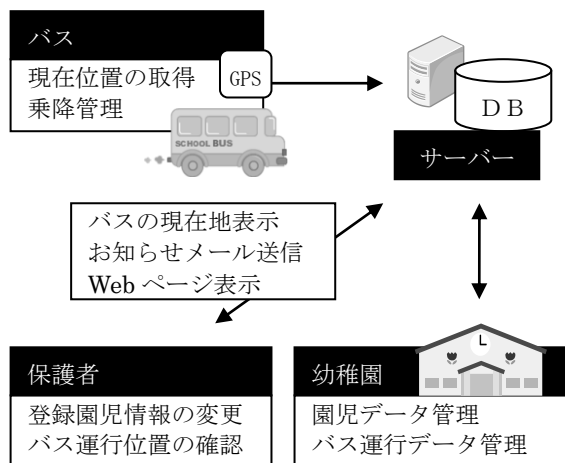 バス
現在位置の取得
乗降管理
GPS
SCHOOL BUS
DB
サーバー
バスの現在地表示
お知らせメール送信
Web ページ表示
保護者
登録園児情報の変更
バス運行位置の確認
幼稚園
園児データ管理
バス運行データ管理